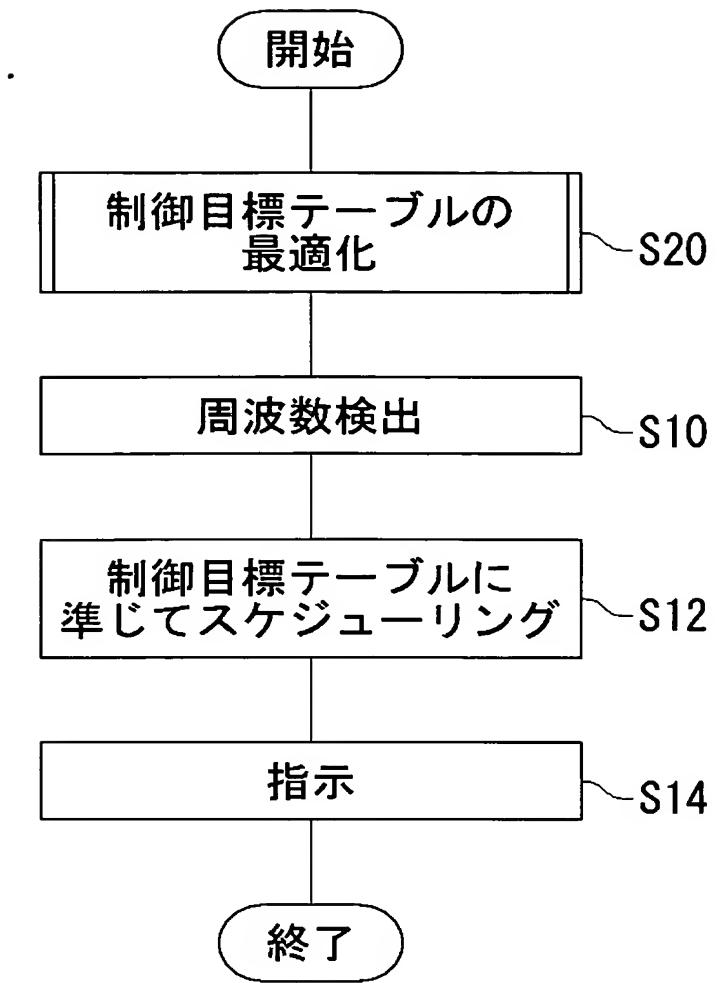 開始
制御目標テーブルの
最適化
S20
周波数検出
S10
制御目標テーブルに
準じてスケジューリング
S12
指示
S14
終了